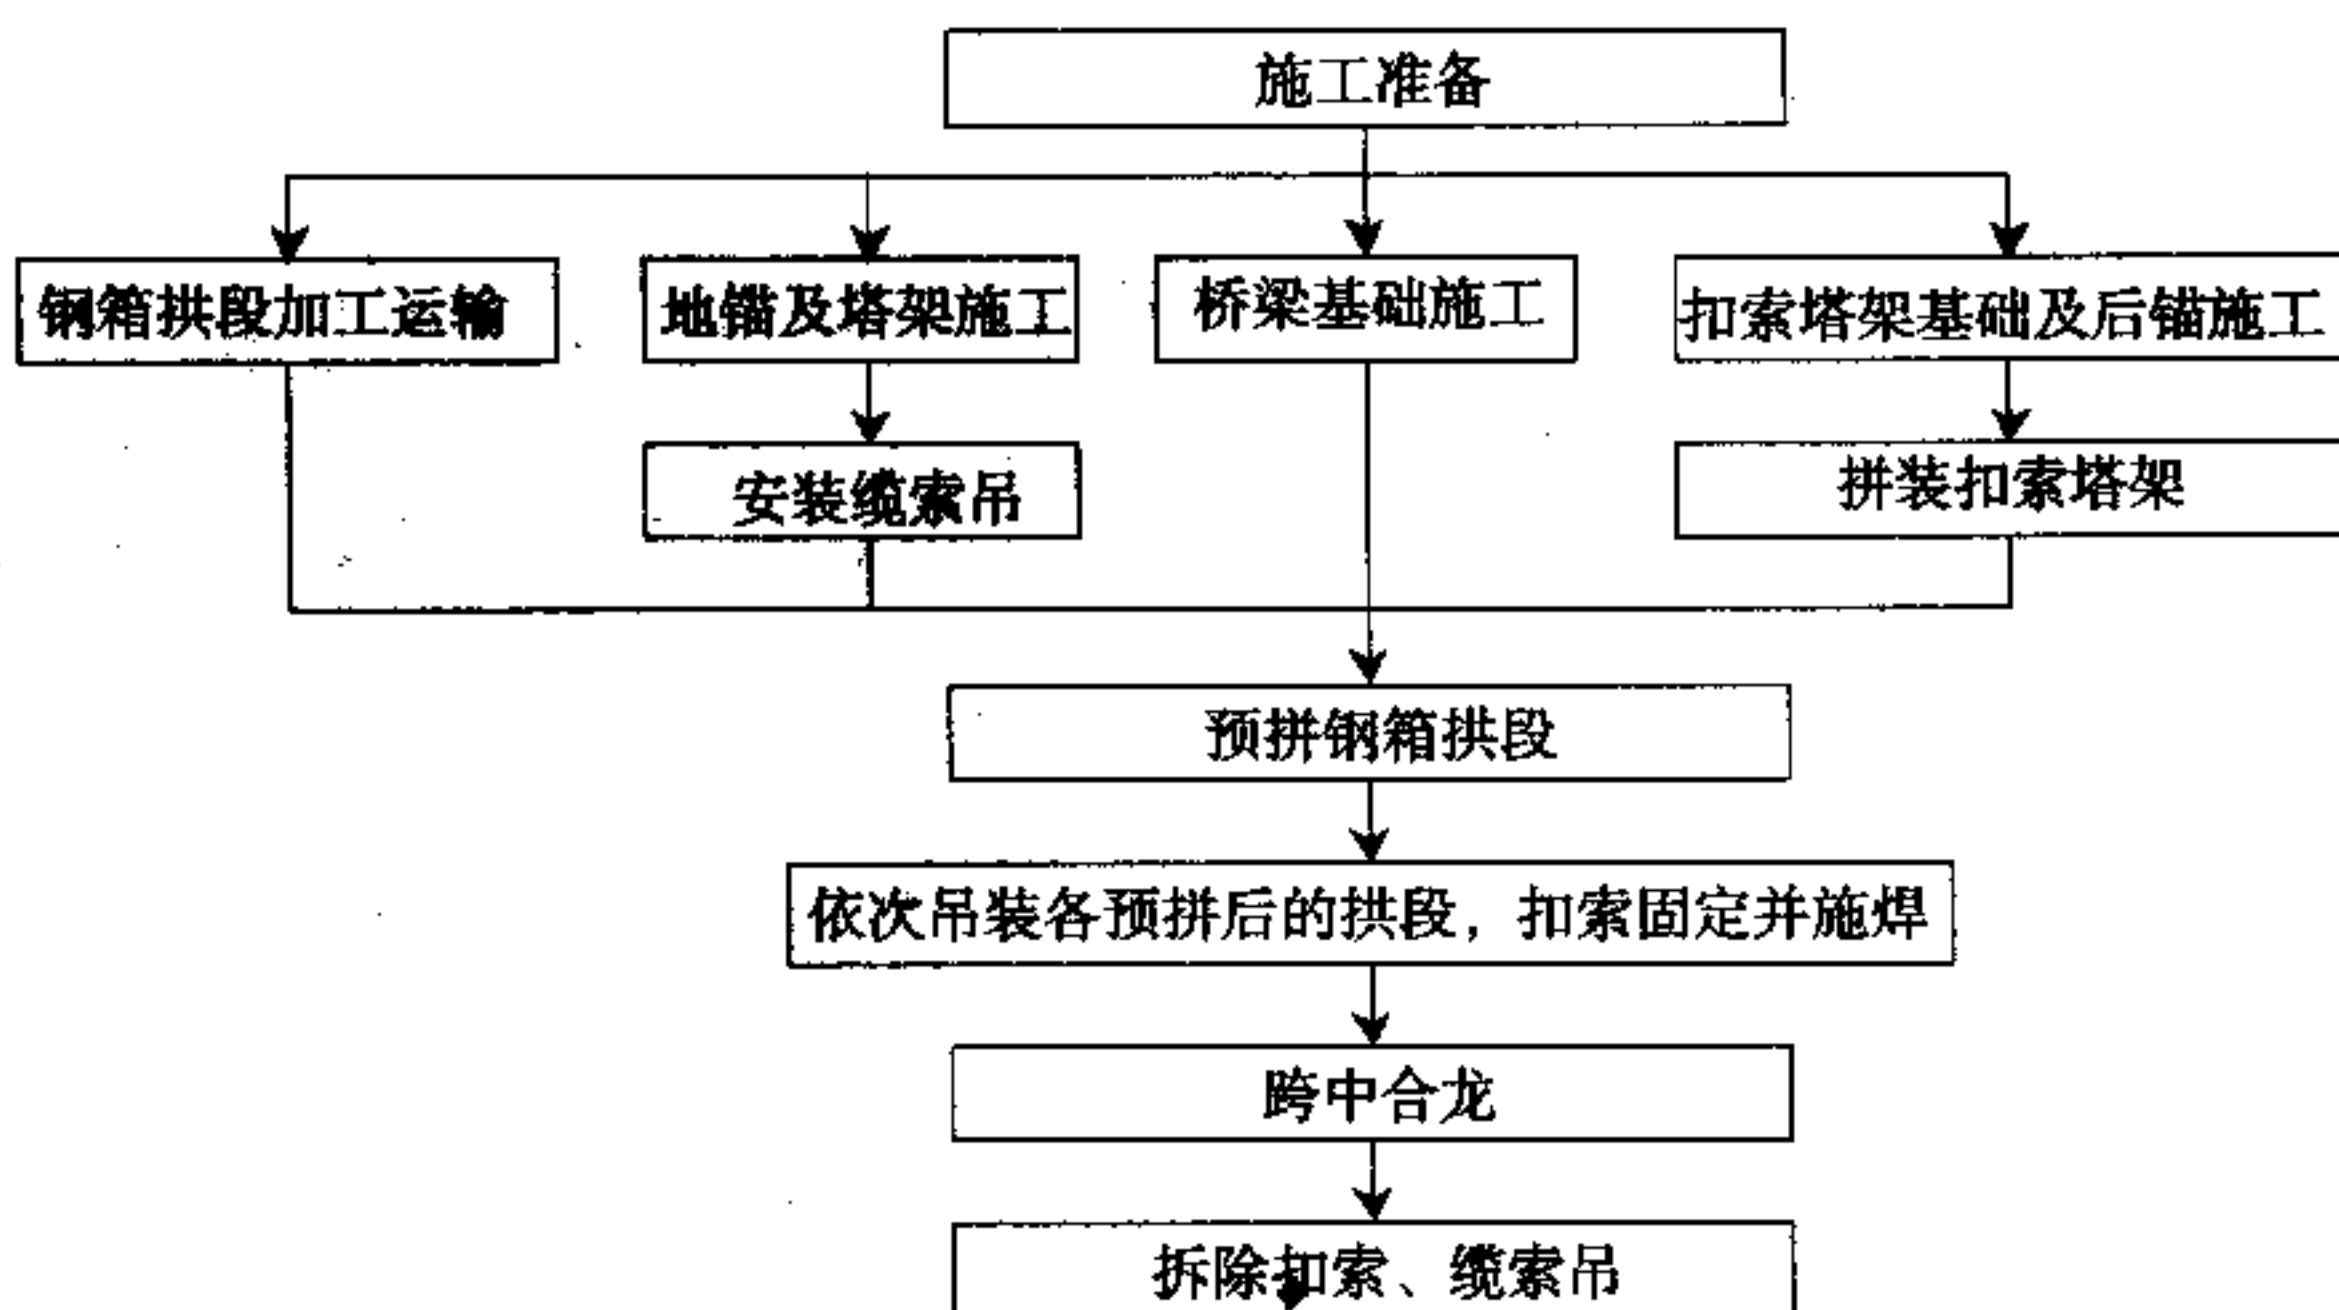 施工准备
钢箱拱段加工运输
地锚及塔架施工
桥梁基础施工
扣索塔架基础及后锚施工
安装缆索吊
拼装扣索塔架
预拼钢箱拱段
依次吊装各预拼后的拱段，扣索固定并施焊
跨中合龙
拆除扣索、缆索吊